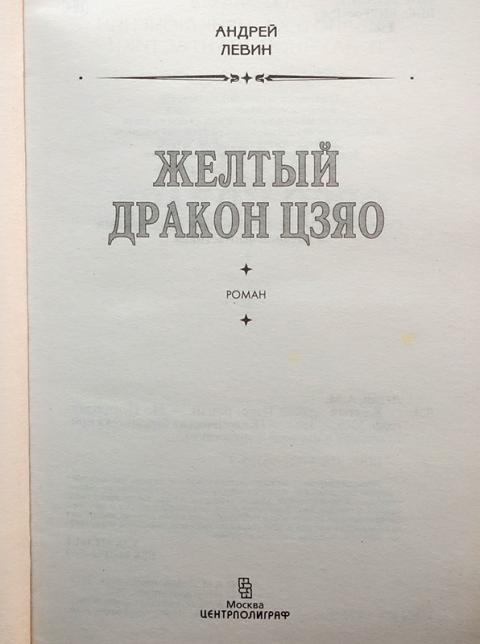 АНДРЕЙ
ЛЕВИН
ЖЕЛТЫЙ
ДРАКОН ЦЗЯО
РОМАН
Москва
ЦЕНТРПОЛИГРАФ